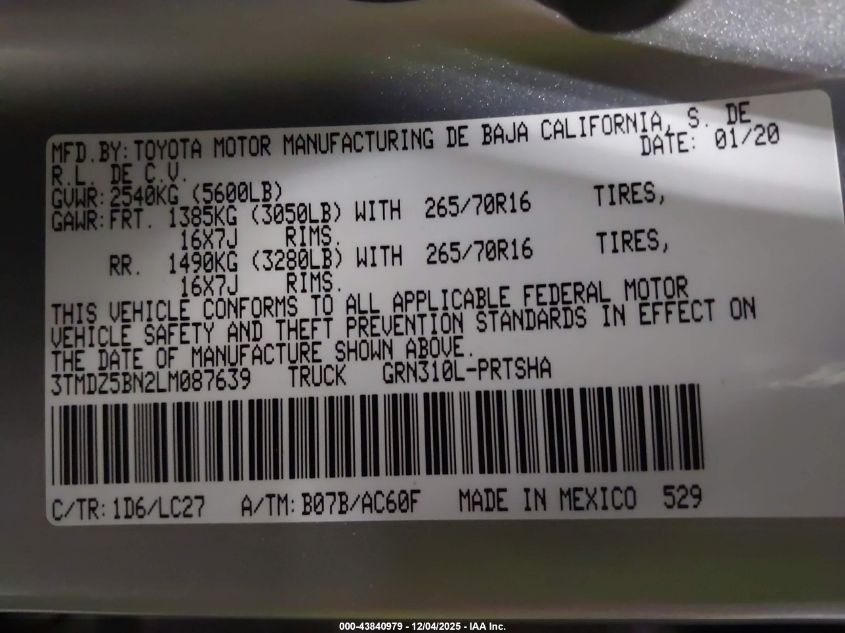 MFD.BY: TOYOTA MOTOR MANUFACTURING DE BAJA CALIFORNIA, S. DE
R.L. DE C.V. DATE: 01/20
GVWR: 2540KG (5600LB)
GAWR: FRT. 1385KG (3050LB) WITH 265/70R16 TIRES,
16X7J RIMS.
RR. 1490KG (3280LB) WITH 265/70R16 TIRES,
16X7J RIMS.
THIS VEHICLE CONFORMS TO ALL APPLICABLE FEDERAL MOTOR
VEHICLE SAFETY AND THEFT PREVENTION STANDARDS IN EFFECT ON
THE DATE OF MANUFACTURE SHOWN ABOVE.
3TMDZ5BN2LM087639 TRUCK GRN310L-PRTSHA
C/TR: 1D6/LC27 A/TM: B07B/AC60F MADE IN MEXICO 529
000-43840979 - 12/04/2025 - IAA Inc.